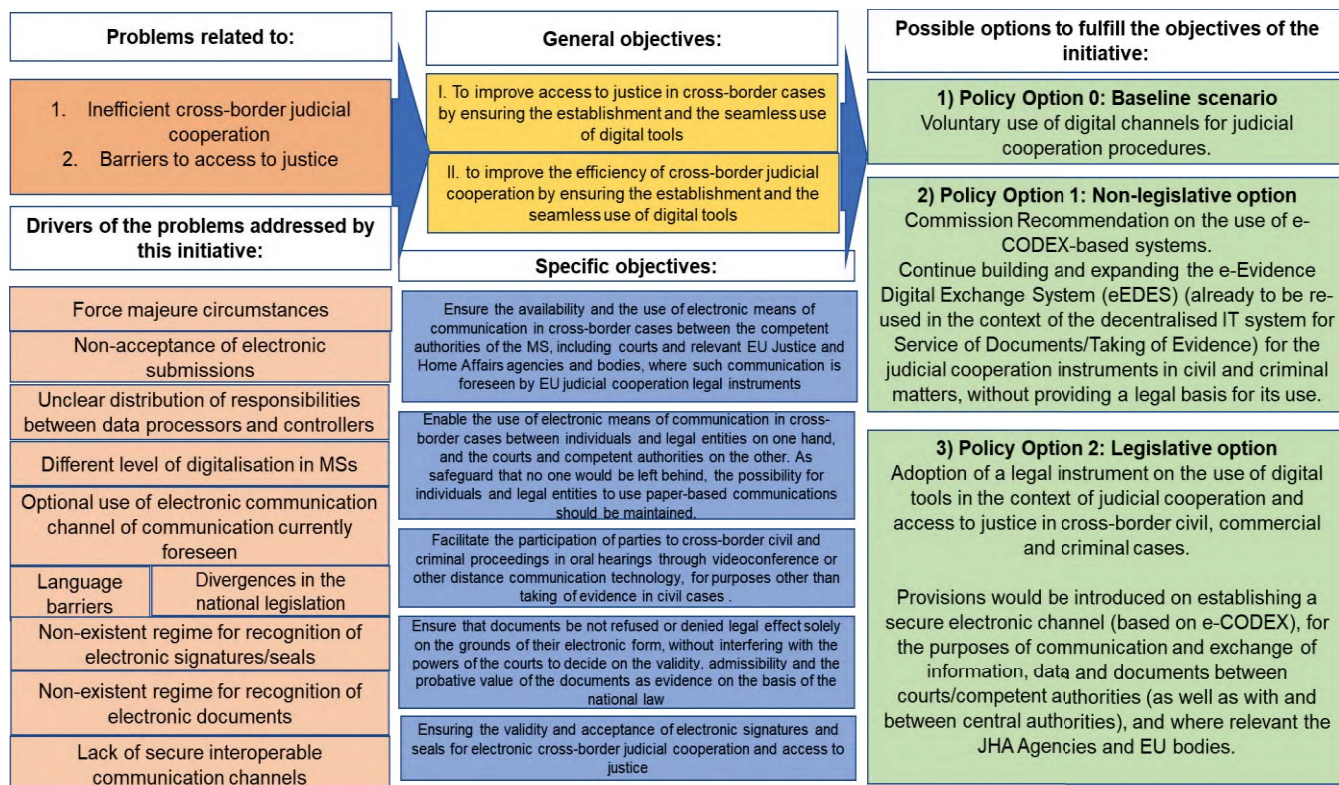 Problems related to:
1. Inefficient cross-border judicial
cooperation
2. Barriers to access to justice
Drivers of the problems addressed by
this initiative:
Force majeure circumstances
Non-acceptance of electronic
submissions
Unclear distribution of responsibilities
between data processors and controllers
Different level of digitalisation in MSs
Optional use of electronic communication
channel of communication currently
foreseen
Language
barriers
Divergences in the
national legislation
Non-existent regime for recognition of
electronic signatures/seals
Non-existent regime for recognition of
electronic documents
Lack of secure interoperable
communication channels
General objectives:
I. To improve access to justice in cross-border cases
by ensuring the establishment and the seamless use
of digital tools
II. to improve the efficiency of cross-border judicial
cooperation by ensuring the establishment and the
seamless use of digital tools
Specific objectives:
Ensure the availability and the use of electronic means of
communication in cross-border cases between the competent
authorities of the MS, including courts and relevant EU Justice and
Home Affairs agencies and bodies, where such communication is
foreseen by EU judicial cooperation legal instruments
Enable the use of electronic means of communication in cross-
border cases between individuals and legal entities on one hand,
and the courts and competent authorities on the other. As
safeguard that no one would be left behind, the possibility for
individuals and legal entities to use paper-based communications
should be maintained.
Facilitate the participation of parties to cross-border civil and
criminal proceedings in oral hearings through videoconference or
other distance communication technology, for purposes other than
taking of evidence in civil cases .
Ensure that documents be not refused or denied legal effect solely
on the grounds of their electronic form, without interfering with the
powers of the courts to decide on the validity, admissibility and the
probative value of the documents as evidence on the basis of the
national law
Ensuring the validity and acceptance of electronic signatures and
seals for electronic cross-border judicial cooperation and access to
justice
Possible options to fulfill the objectives of the
initiative:
1) Policy Option 0: Baseline scenario
Voluntary use of digital channels for judicial
cooperation procedures.
2) Policy Option 1: Non-legislative option
Commission Recommendation on the use of e-
CODEX-based systems.
Continue building and expanding the e-Evidence
Digital Exchange System (eEDES) (already to be re-
used in the context of the decentralised IT system for
Service of Documents/Taking of Evidence) for the
judicial cooperation instruments in civil and criminal
matters, without providing a legal basis for its use.
3) Policy Option 2: Legislative option
Adoption of a legal instrument on the use of digital
tools in the context of judicial cooperation and
access to justice in cross-border civil, commercial
and criminal cases.
Provisions would be introduced on establishing a
secure electronic channel (based on e-CODEX), for
the purposes of communication and exchange of
information, data and documents between
courts/competent authorities (as well as with and
between central authorities), and where relevant the
JHA Agencies and EU bodies.